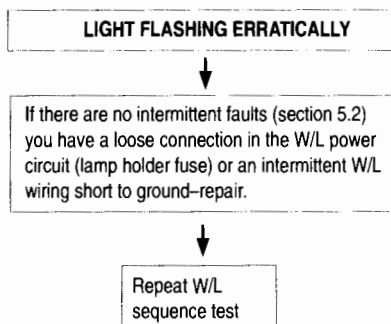 LIGHT FLASHING ERRATICALLY
If there are no intermittent faults (section 5.2)
you have a loose connection in the W/L power
circuit (lamp holder fuse) or an intermittent W/L
wiring short to ground–repair.
Repeat W/L
sequence test